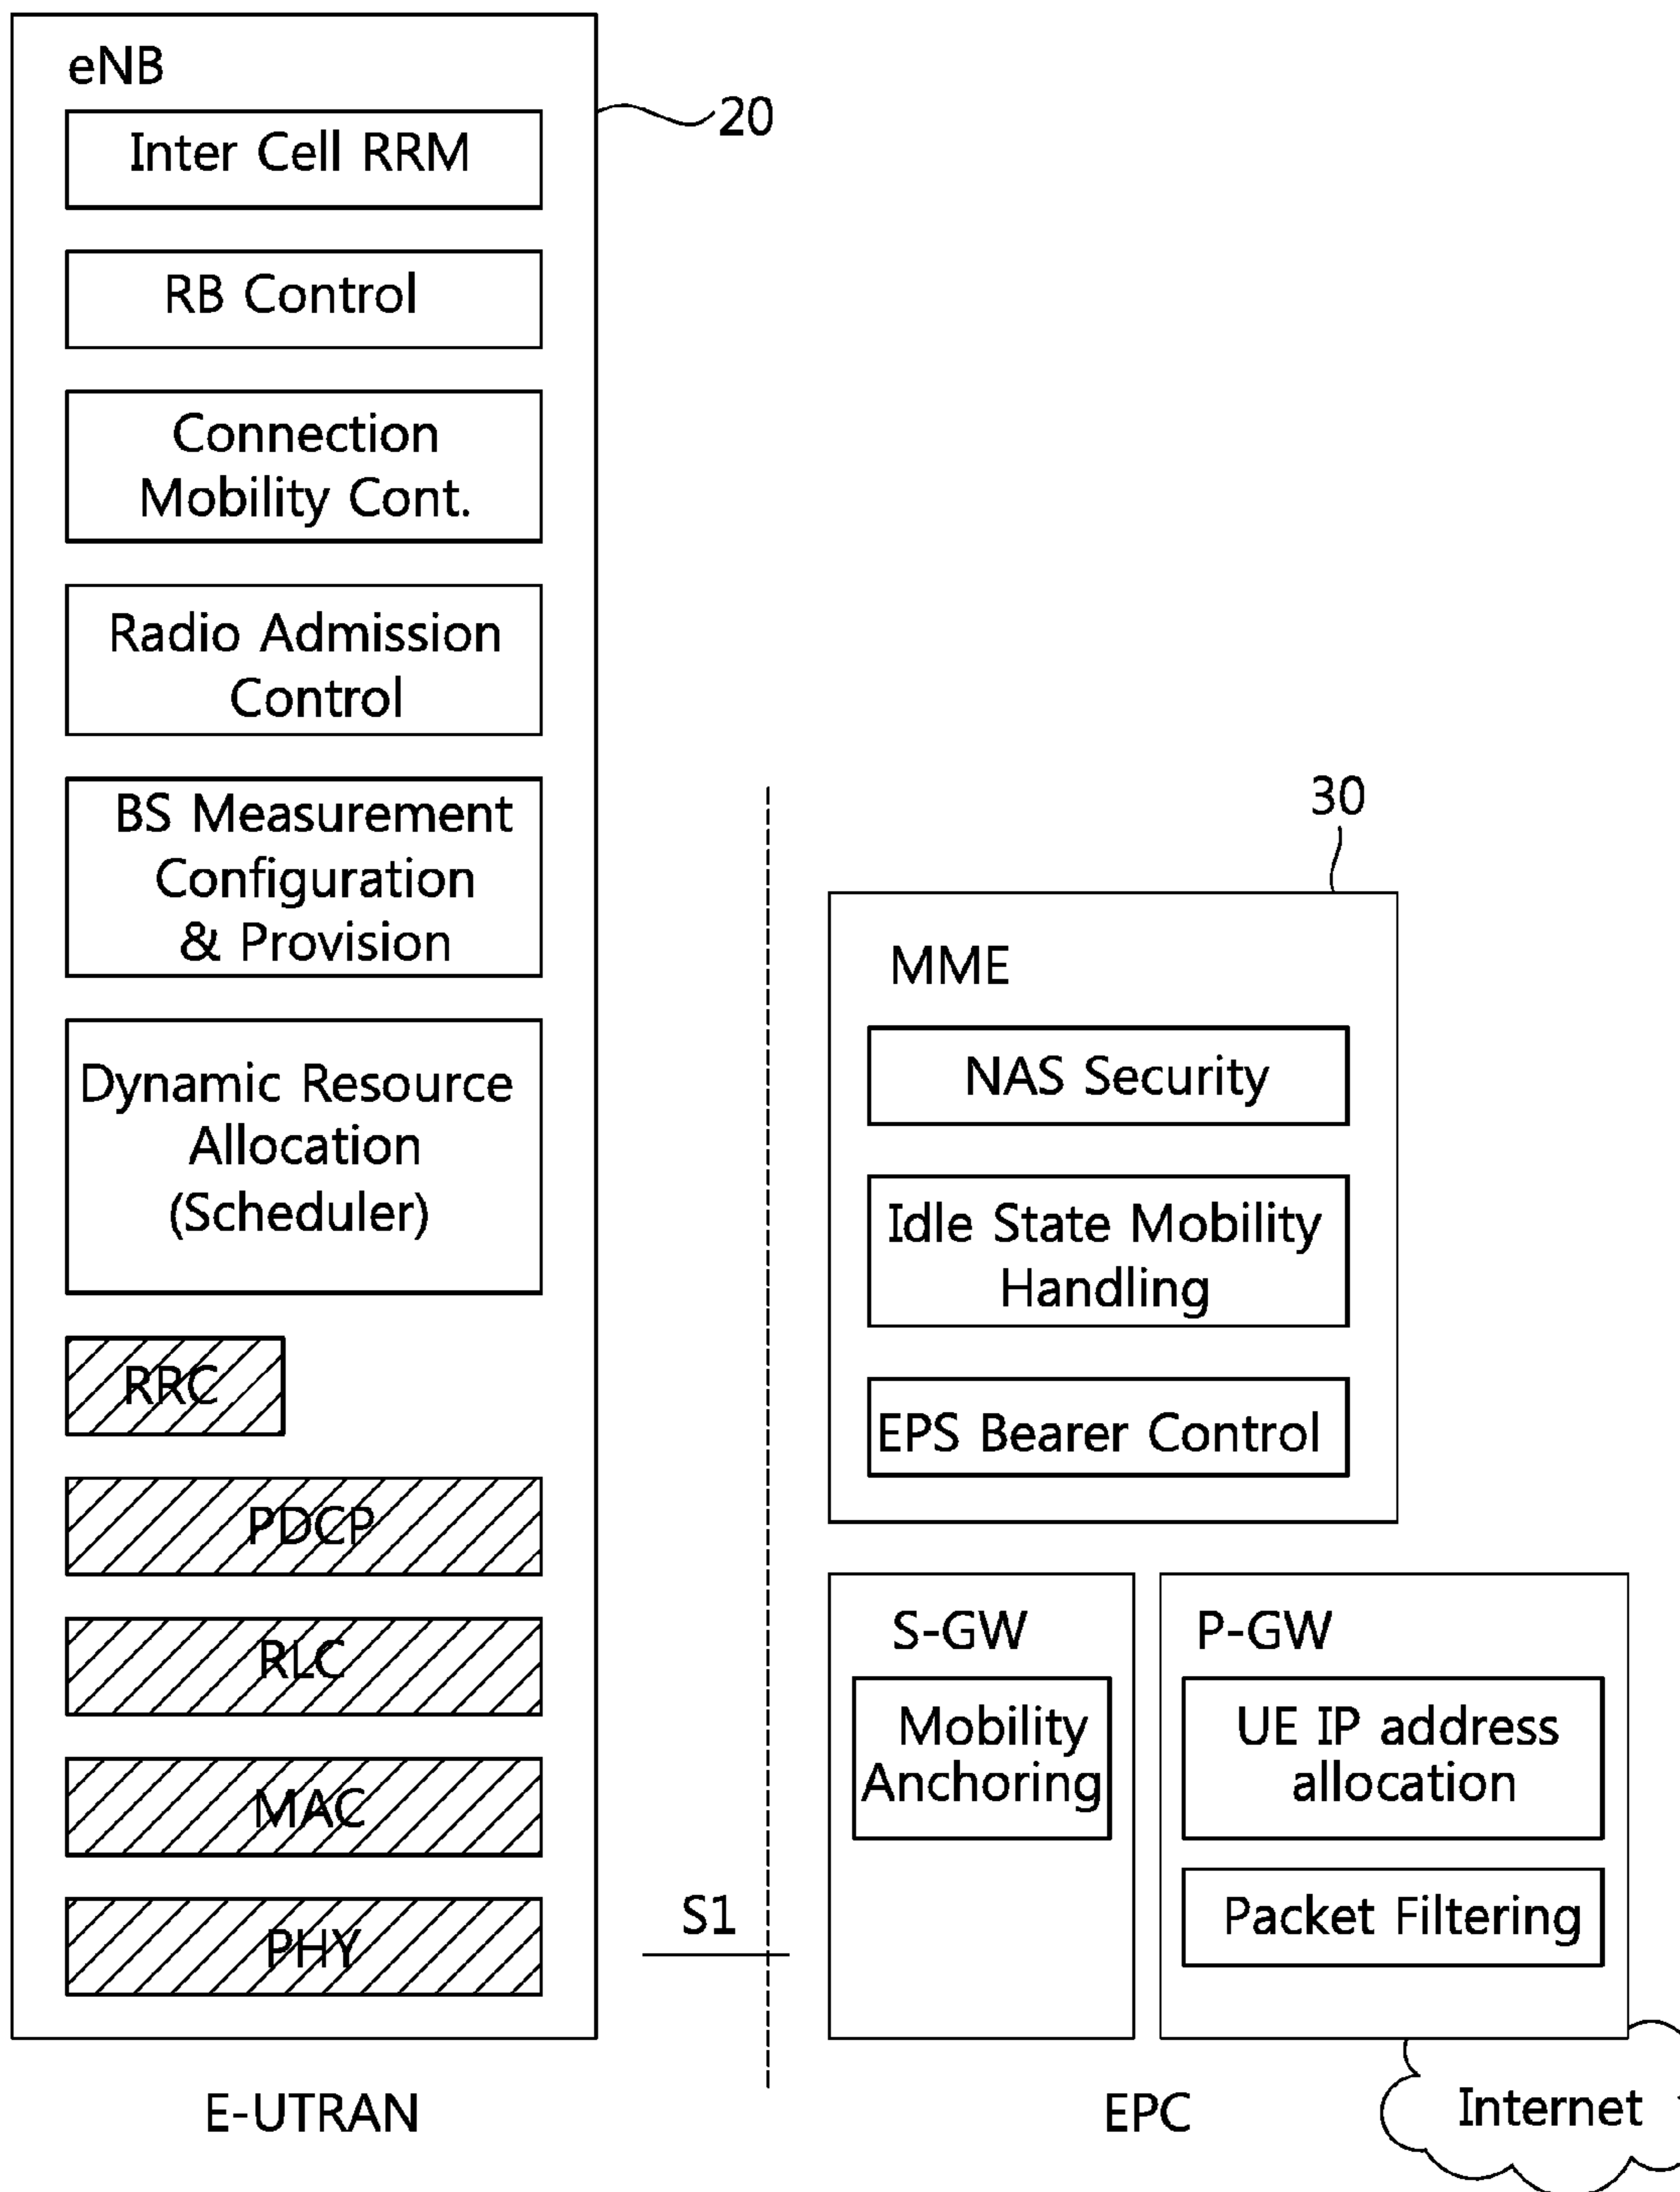 eNB
20
Inter Cell RRM
RB Control
Connection
Mobility Cont.
Radio Admission
Control
BS Measurement
Configuration
& Provision
Dynamic Resource
Allocation
(Scheduler)
RRC
PDCP
RLC
MAC
PHY
S1
E-UTRAN
30
MME
NAS Security
Idle State Mobility
Handling
EPS Bearer Control
S-GW
Mobility
Anchoring
P-GW
UE IP address
allocation
Packet Filtering
EPC
Internet